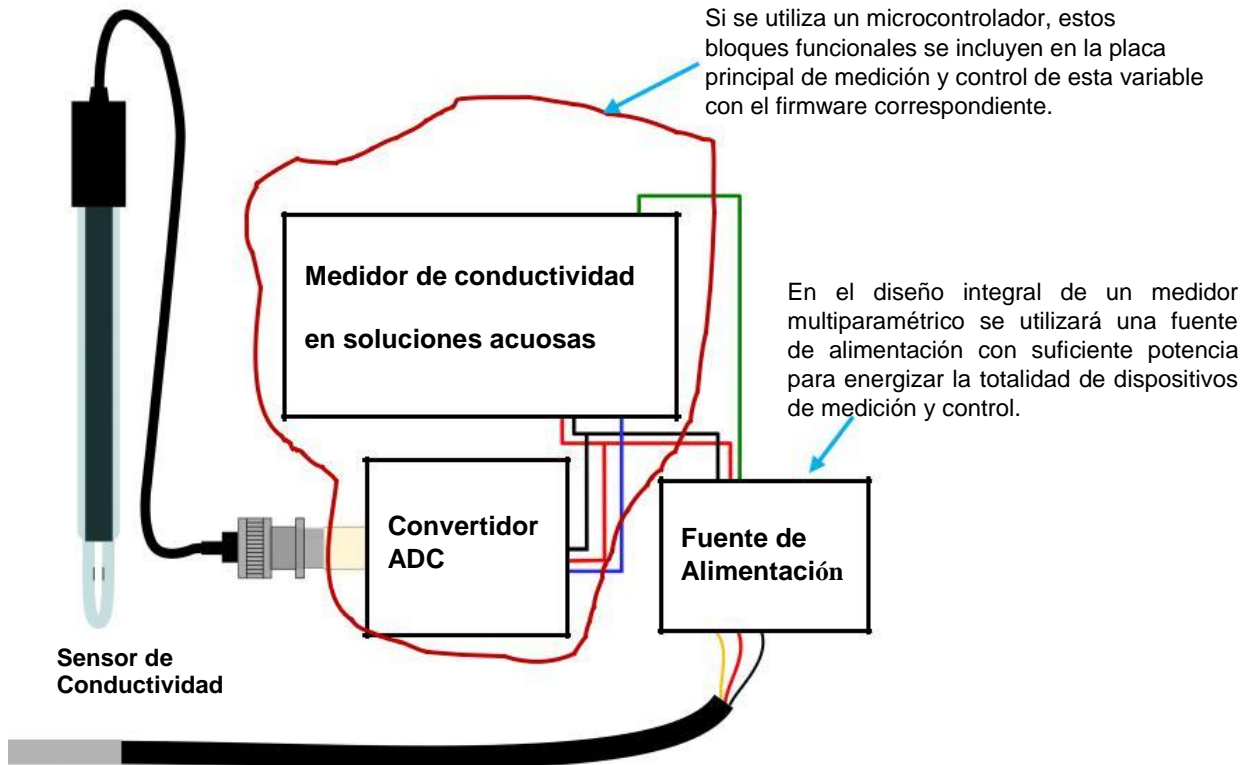 Si se utiliza un microcontrolador, estos
bloques funcionales se incluyen en la placa
principal de medición y control de esta variable
con el firmware correspondiente.
Medidor de conductividad
en soluciones acuosas
En el diseño integral de un medidor
multiparamétrico se utilizará una fuente
de alimentación con suficiente potencia
para energizar la totalidad de dispositivos
de medición y control.
Convertidor
ADC
Fuente de
Alimentación
Sensor de
Conductividad